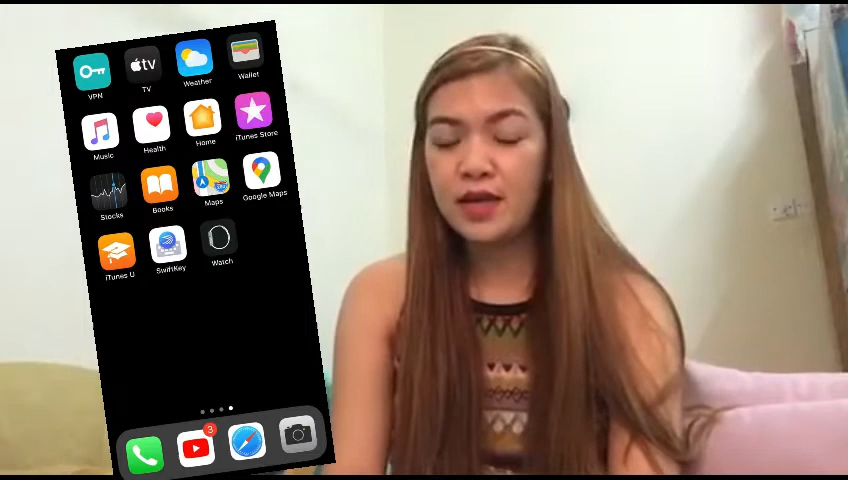 VPN TV Weather Wallet
Music Health Home iTunes Store
Stocks Books Maps Google Maps
iTunes U SwiftKey Watch
3